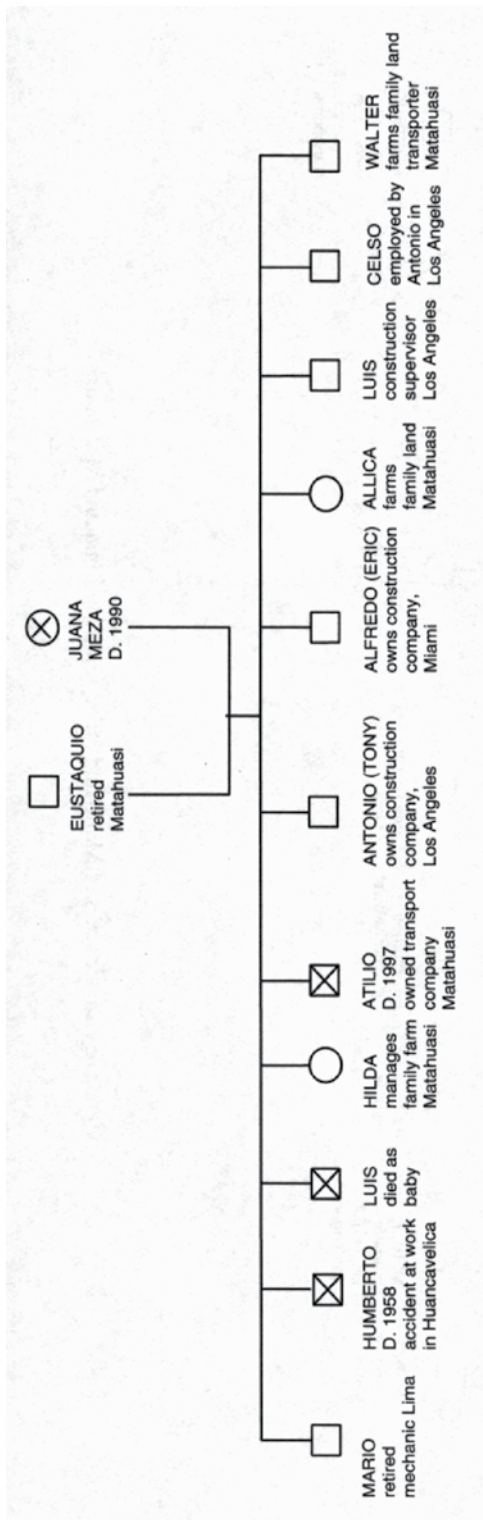 EUSTAQUIO
retired
Matahuasi
JUANA
MEZA
D. 1990
MARIO
retired
mechanic Lima
HUMBERTO
D. 1958
accident at work
in Huancavelica
LUIS
died as
baby
HILDA
manages
family farm
Matahuasi
ATILIO
D. 1997
owned transport
company
Matahuasi
ANTONIO (TONY)
owns construction
company,
Los Angeles
ALFREDO (ERIC)
owns construction
company,
Miami
ALLICA
farms
family land
Matahuasi
LUIS
construction
supervisor
Los Angeles
CELSO
employed by
Antonio in
Los Angeles
WALTER
farms family land
transporter
Matahuasi